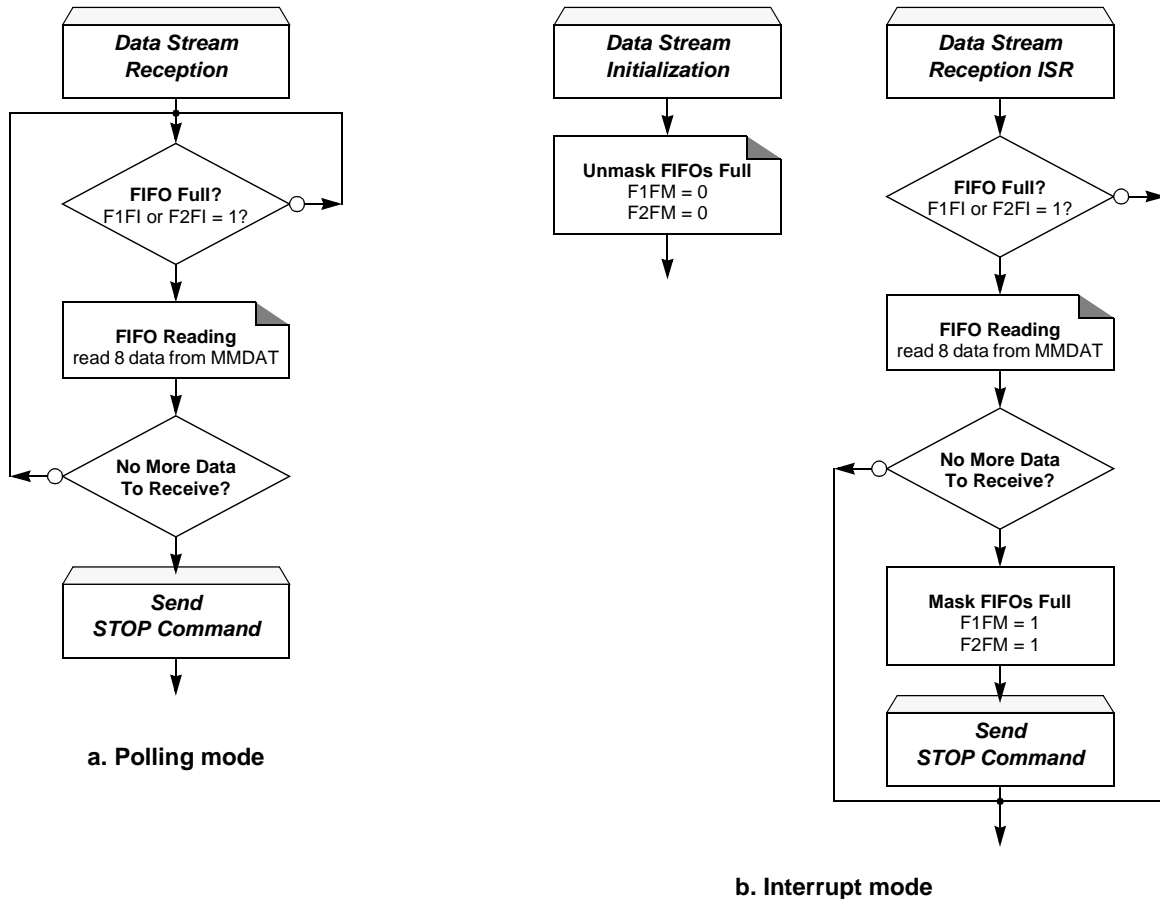 Data Stream
Reception
FIFO Full?
F1FI or F2FI = 1?
FIFO Reading
read 8 data from MMDAT
No More Data
To Receive?
Send
STOP Command
a. Polling mode
Data Stream
Initialization
Unmask FIFOs Full
F1FM = 0
F2FM = 0
Data Stream
Reception ISR
FIFO Full?
F1FI or F2FI = 1?
FIFO Reading
read 8 data from MMDAT
No More Data
To Receive?
Mask FIFOs Full
F1FM = 1
F2FM = 1
Send
STOP Command
b. Interrupt mode